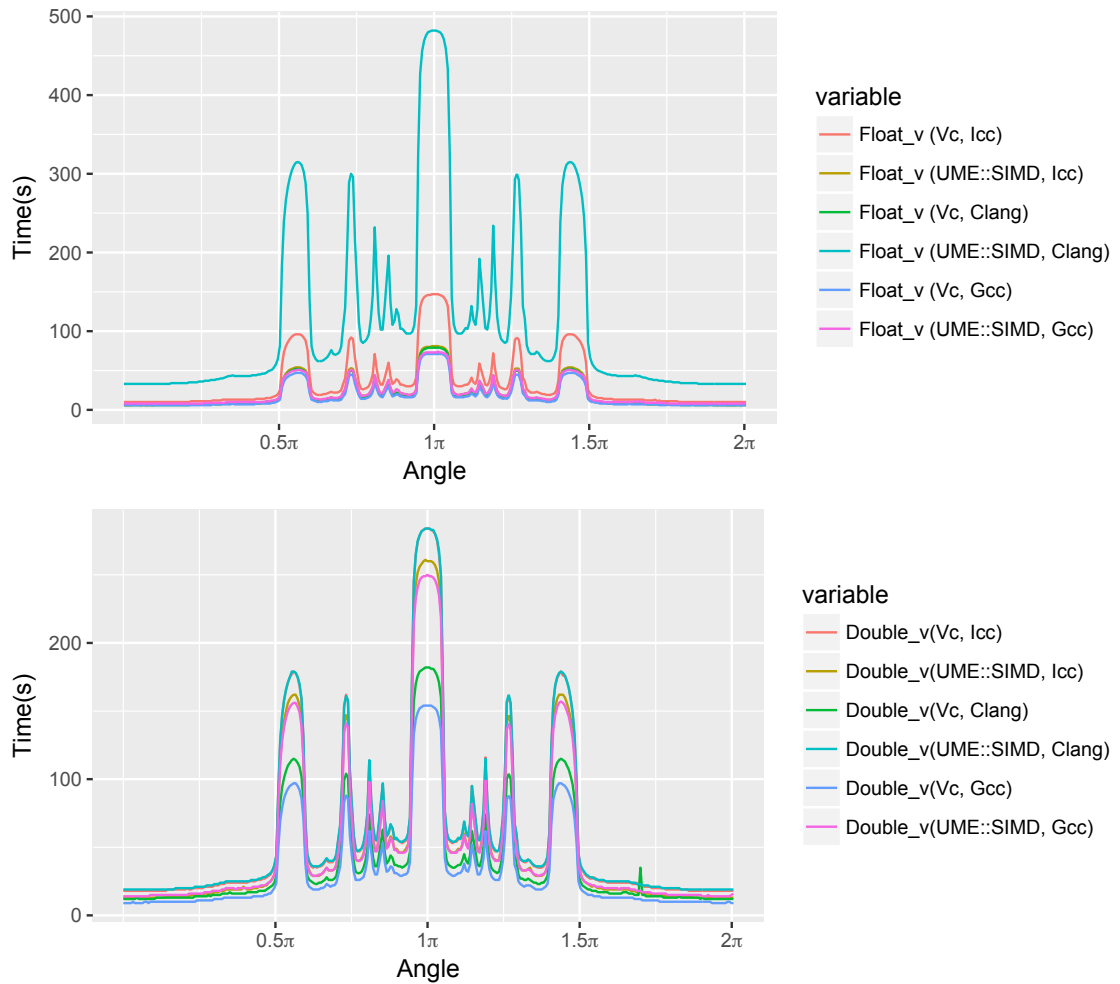 500
400
300
200
100
0
Time(s)
0.5π
1π
1.5π
2π
Angle
variable
Float_v (Vc, Icc)
Float_v (UME::SIMD, Icc)
Float_v (Vc, Clang)
Float_v (UME::SIMD, Clang)
Float_v (Vc, Gcc)
Float_v (UME::SIMD, Gcc)
200
100
0
Time(s)
0.5π
1π
1.5π
2π
Angle
variable
Double_v(Vc, Icc)
Double_v(UME::SIMD, Icc)
Double_v(Vc, Clang)
Double_v(UME::SIMD, Clang)
Double_v(Vc, Gcc)
Double_v(UME::SIMD, Gcc)